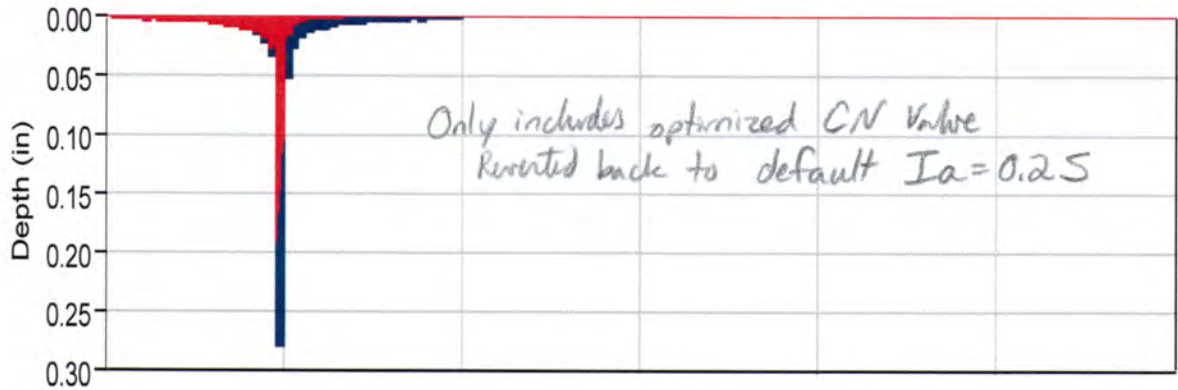 0.00
0.05
0.10
0.15
0.20
0.25
0.30
Depth (in)
Only includes optimized CN Value
Reverted back to default Ia=0.2S